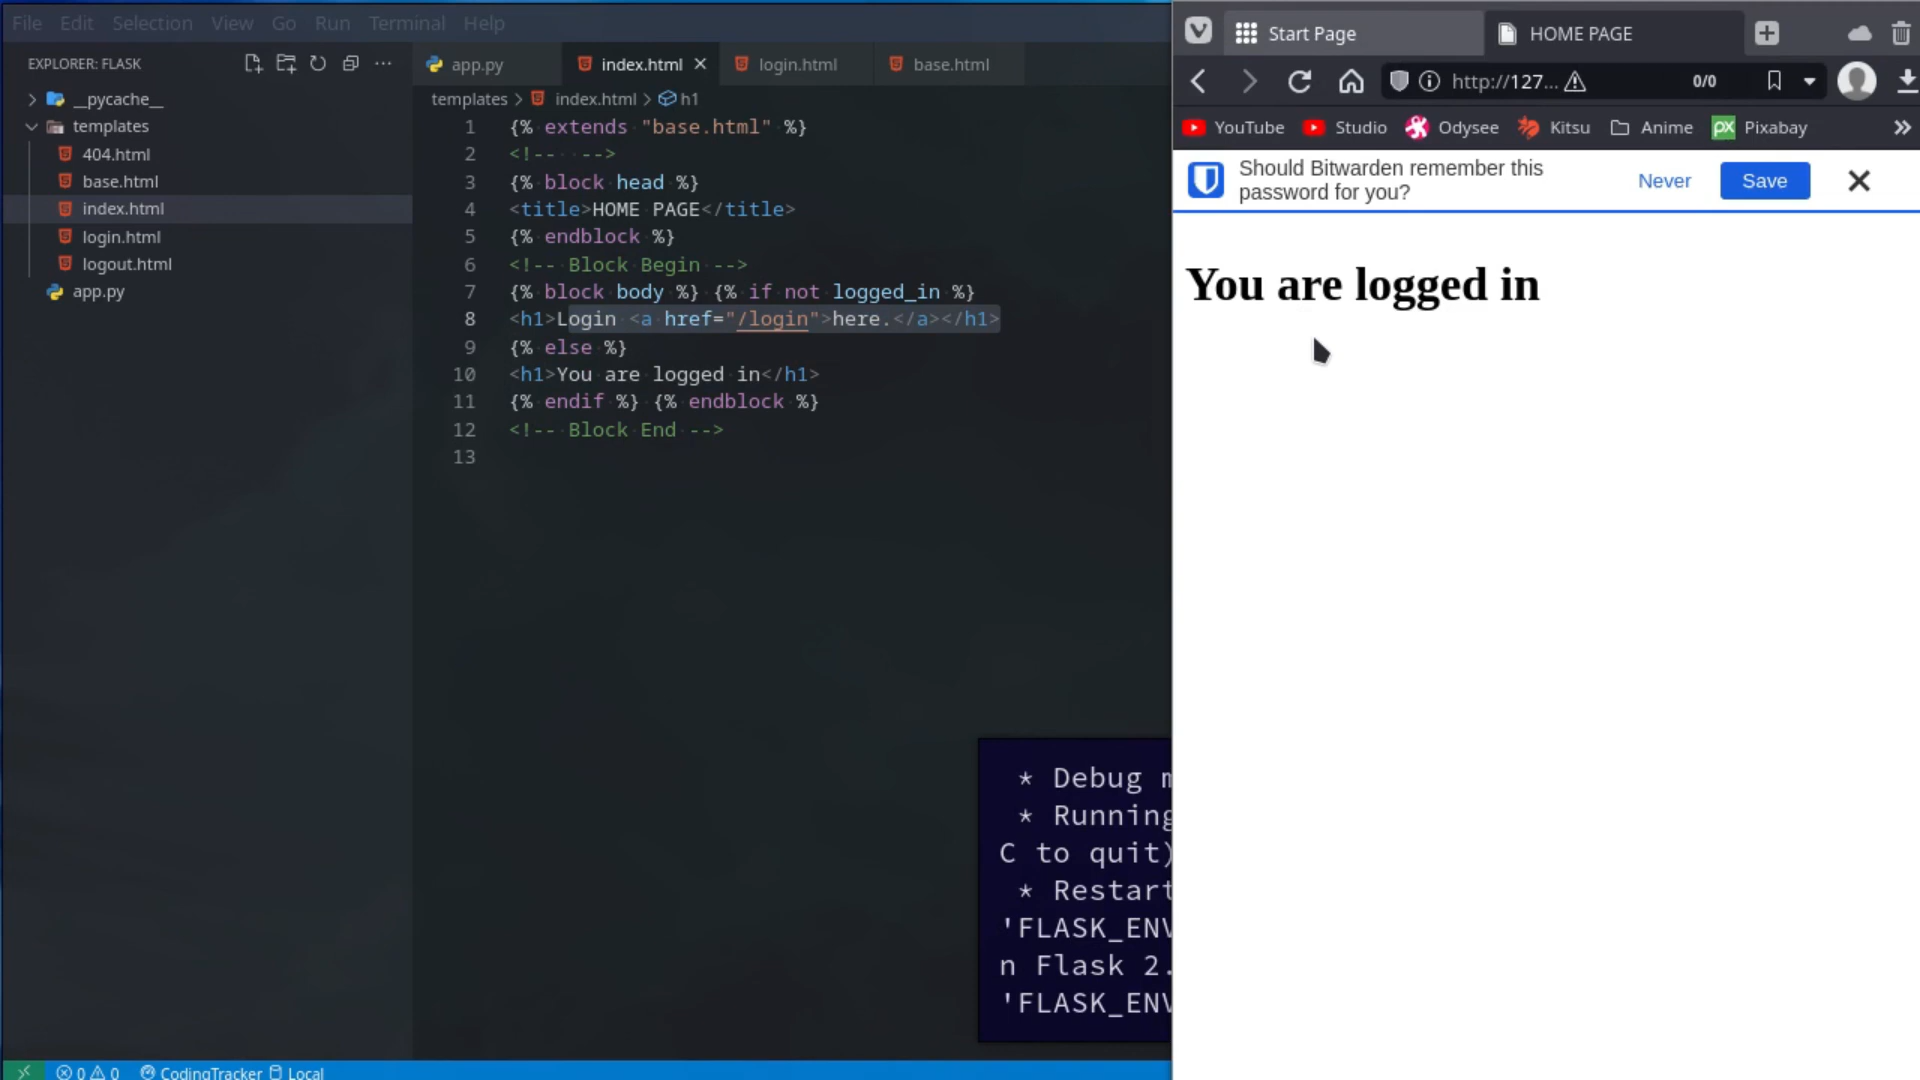 File Edit Selection View Go Run Terminal Help
EXPLORER: FLASK
__pycache__
templates
404.html
base.html
index.html
login.html
logout.html
app.py
app.py index.html login.html base.html
templates > index.html > h1
1 {% extends "base.html" %}
2 <!-- -->
3 {% block head %}
4 <title>HOME PAGE</title>
5 {% endblock %}
6 <!-- Block Begin -->
7 {% block body %} {% if not logged_in %}
8 <h1>Login <a href="/login">here.</a></h1>
9 {% else %}
10 <h1>You are logged in</h1>
11 {% endif %} {% endblock %}
12 <!-- Block End -->
13
* Debug m
* Running
C to quit)
* Restart
'FLASK_ENV
n Flask 2.
'FLASK_ENV
0 0 CodingTracker Local
Start Page HOME PAGE
http://127... 0/0
YouTube Studio Odysee Kitsu Anime px Pixabay
Should Bitwarden remember this
password for you?
Never Save
You are logged in